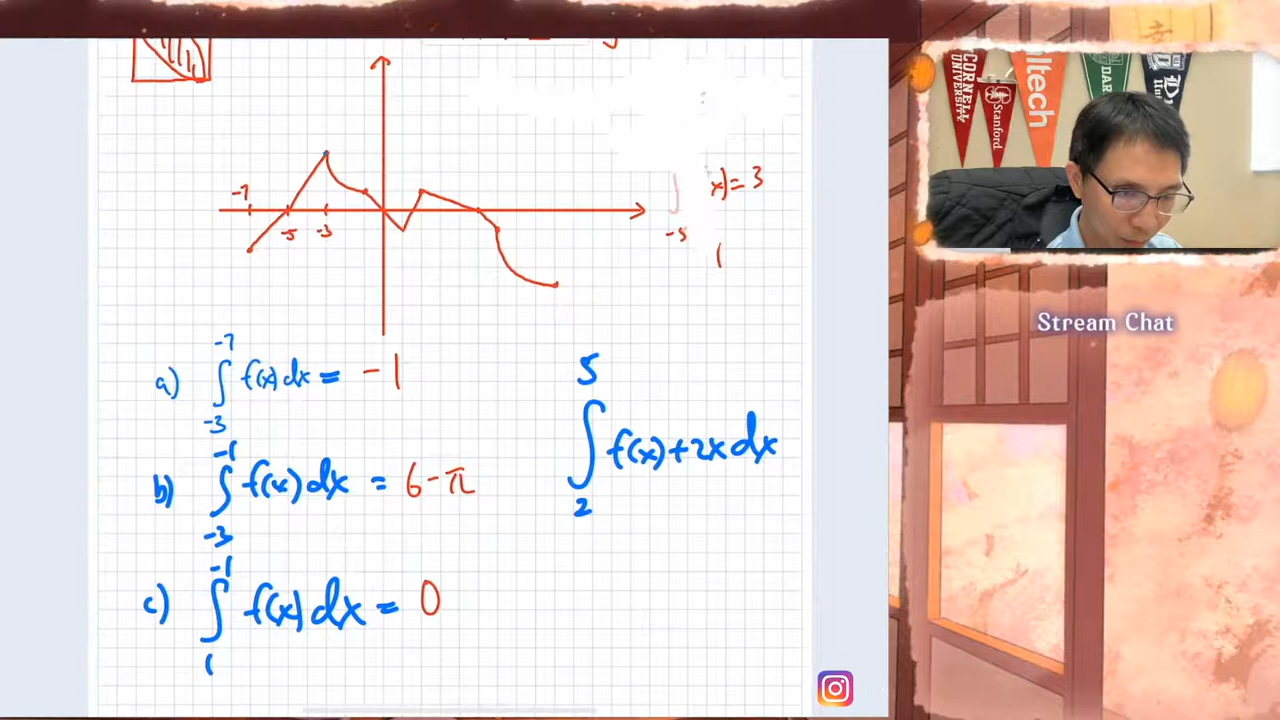 CORNELL UNIVERSITY
Stanford
ltech
DAR
D
-7
-5
-3
x)= 3
-5
(
Stream Chat
a) ∫_{-3}^{-7} f(x) dx = -1
b) ∫_{-3}^{-1} f(x) dx = 6-π
c) ∫_{1}^{-1} f(x) dx = 0
∫_{2}^{5} f(x)+2x dx